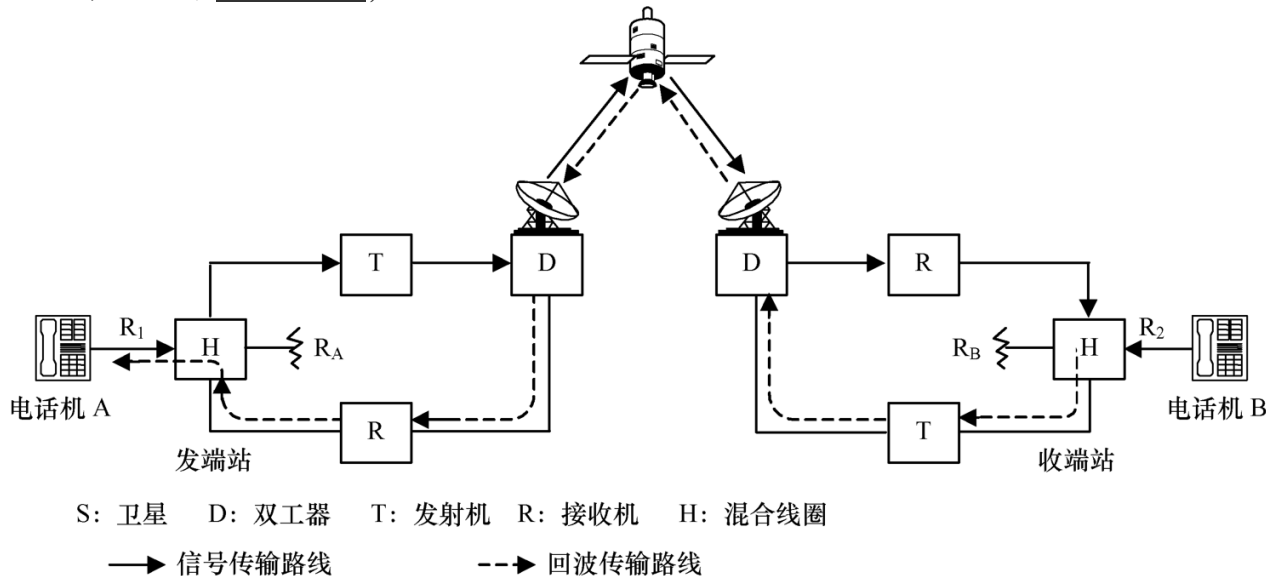 T
D
D
R
R₁
H
R_A
R_B
H
R₂
电话机 A
R
T
电话机 B
发端站
收端站
S：卫星 D：双工器 T：发射机 R：接收机 H：混合线圈
信号传输路线 回波传输路线